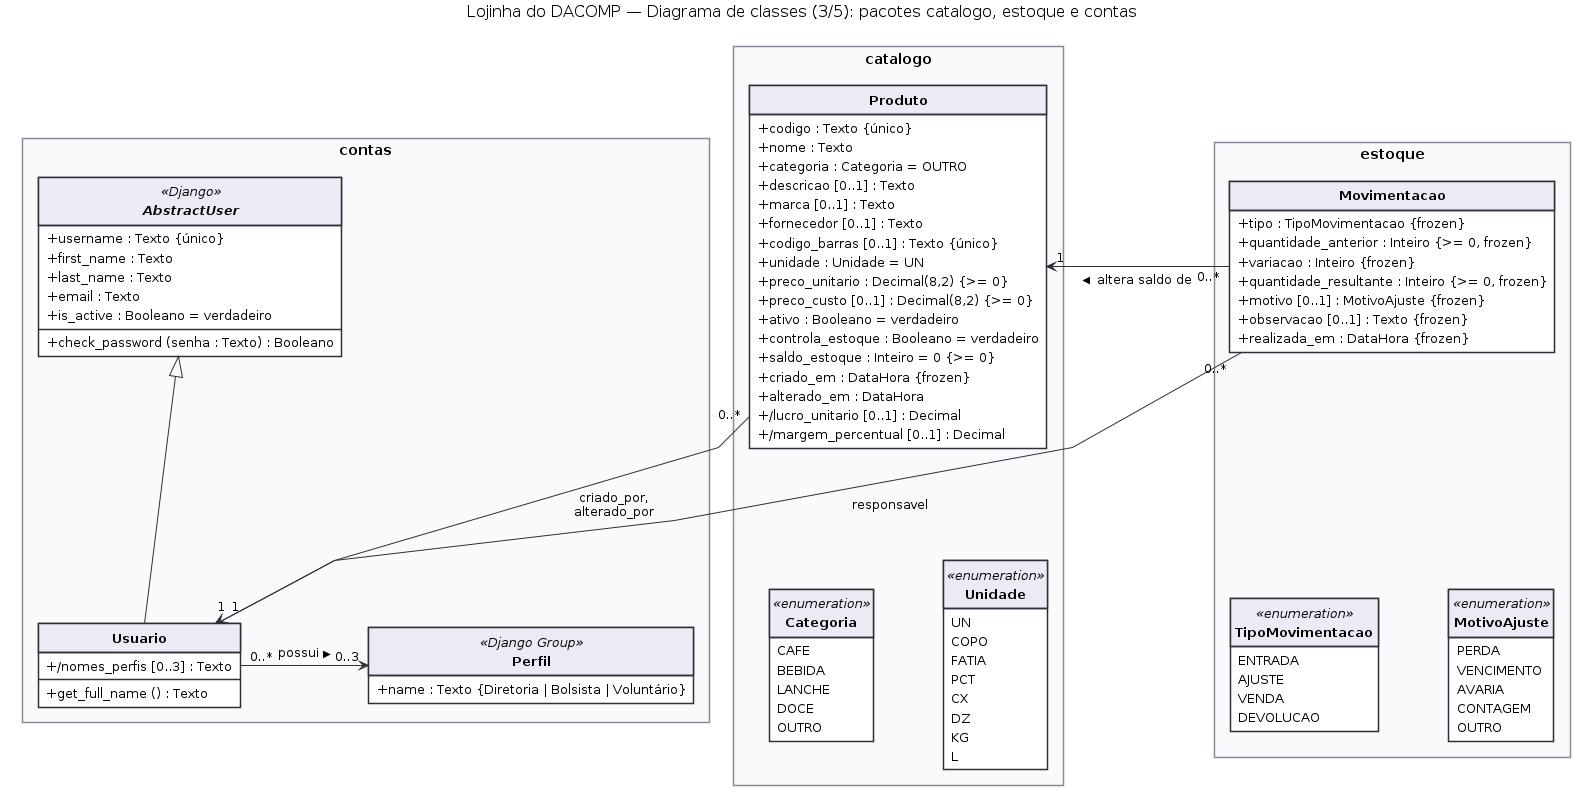 Lojinha do DACOMP — Diagrama de classes (3/5): pacotes catalogo, estoque e contas
contas
«Django»
AbstractUser
+username : Texto {único}
+first_name : Texto
+last_name : Texto
+email : Texto
+is_active : Booleano = verdadeiro
+check_password (senha : Texto) : Booleano
Usuario
+/nomes_perfis [0..3] : Texto
+get_full_name () : Texto
0..*
possui ►
0..3
«Django Group»
Perfil
+name : Texto {Diretoria | Bolsista | Voluntário}
1
1
catalogo
Produto
+codigo : Texto {único}
+nome : Texto
+categoria : Categoria = OUTRO
+descricao [0..1] : Texto
+marca [0..1] : Texto
+fornecedor [0..1] : Texto
+codigo_barras [0..1] : Texto {único}
+unidade : Unidade = UN
+preco_unitario : Decimal(8,2) {>= 0}
+preco_custo [0..1] : Decimal(8,2) {>= 0}
+ativo : Booleano = verdadeiro
+controla_estoque : Booleano = verdadeiro
+saldo_estoque : Inteiro = 0 {>= 0}
+criado_em : DataHora {frozen}
+alterado_em : DataHora
+/lucro_unitario [0..1] : Decimal
+/margem_percentual [0..1] : Decimal
0..*
criado_por,
alterado_por
responsavel
«enumeration»
Categoria
CAFE
BEBIDA
LANCHE
DOCE
OUTRO
«enumeration»
Unidade
UN
COPO
FATIA
PCT
CX
DZ
KG
L
1
◄ altera saldo de
0..*
estoque
Movimentacao
+tipo : TipoMovimentacao {frozen}
+quantidade_anterior : Inteiro {>= 0, frozen}
+variacao : Inteiro {frozen}
+quantidade_resultante : Inteiro {>= 0, frozen}
+motivo [0..1] : MotivoAjuste {frozen}
+observacao [0..1] : Texto {frozen}
+realizada_em : DataHora {frozen}
0..*
«enumeration»
TipoMovimentacao
ENTRADA
AJUSTE
VENDA
DEVOLUCAO
«enumeration»
MotivoAjuste
PERDA
VENCIMENTO
AVARIA
CONTAGEM
OUTRO